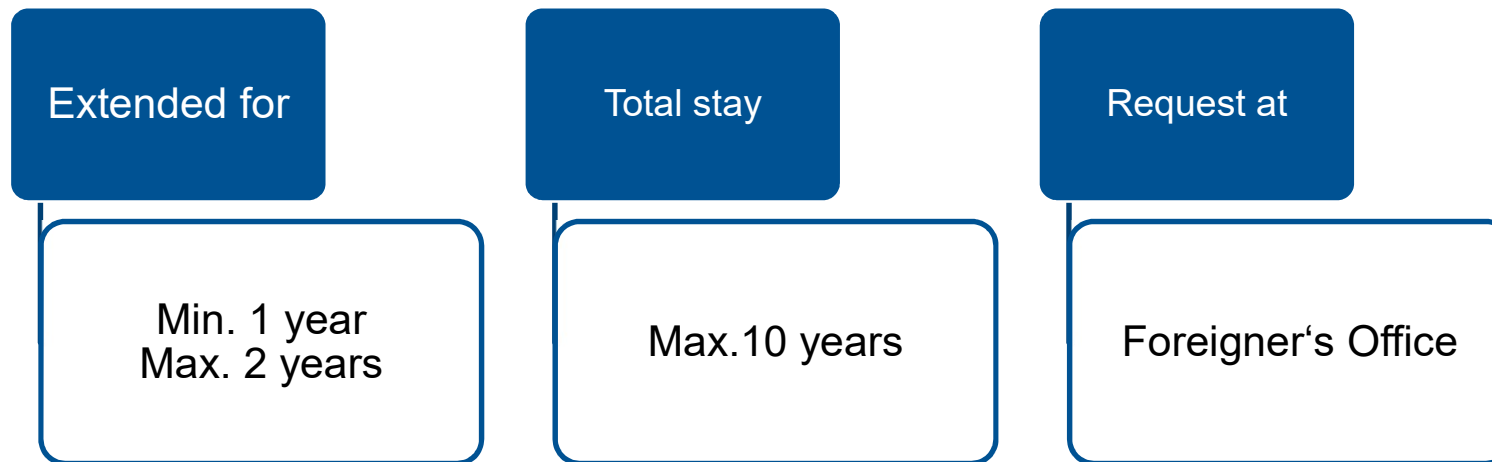 Extended for
Min. 1 year
Max. 2 years
Total stay
Max.10 years
Request at
Foreigner‘s Office